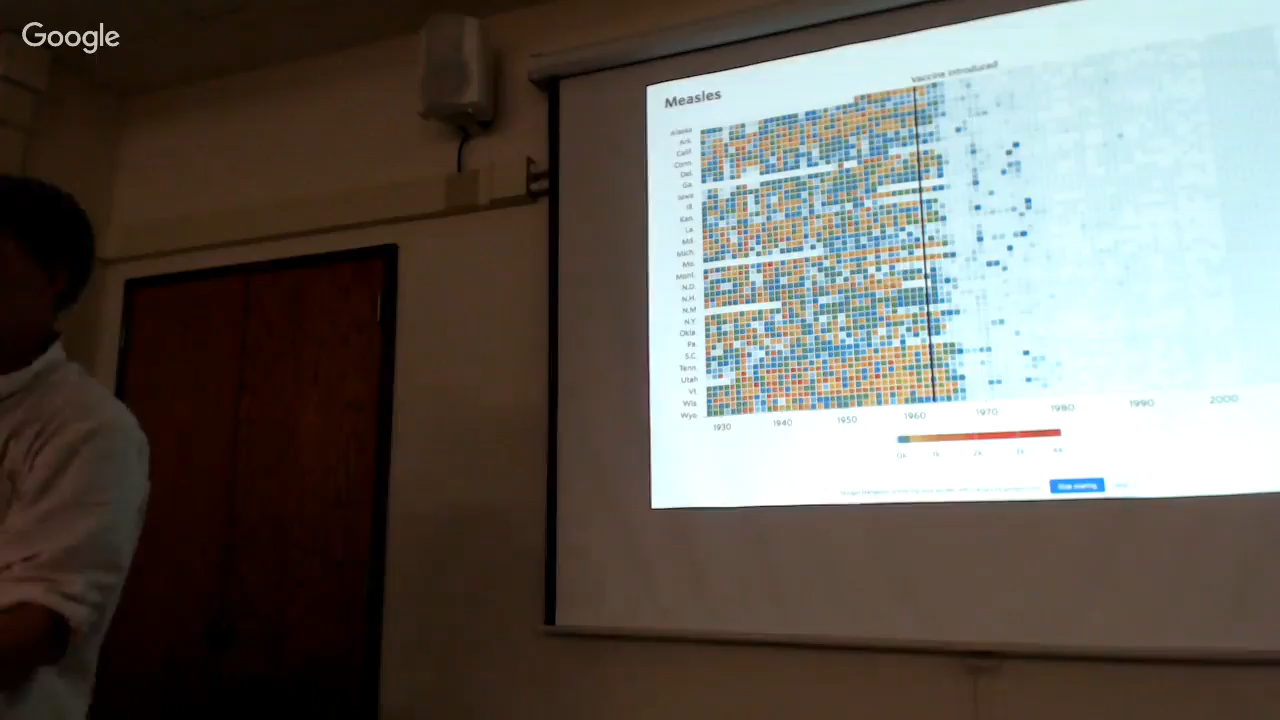 Google
Vaccine Introduced
Measles
Alaska
Ark.
Calif.
Conn.
Del.
Ga.
Iowa
Ill.
Kan.
La.
Md.
Mich.
Mo.
Mont.
N.D.
N.H.
N.M
N.Y.
Okla.
Pa.
S.C.
Tenn.
Utah
Vt.
Wis.
Wyo.
1930 1940 1950 1960 1970 1980 1990 2000
0k 1k 2k 3k 4k
Stop sharing